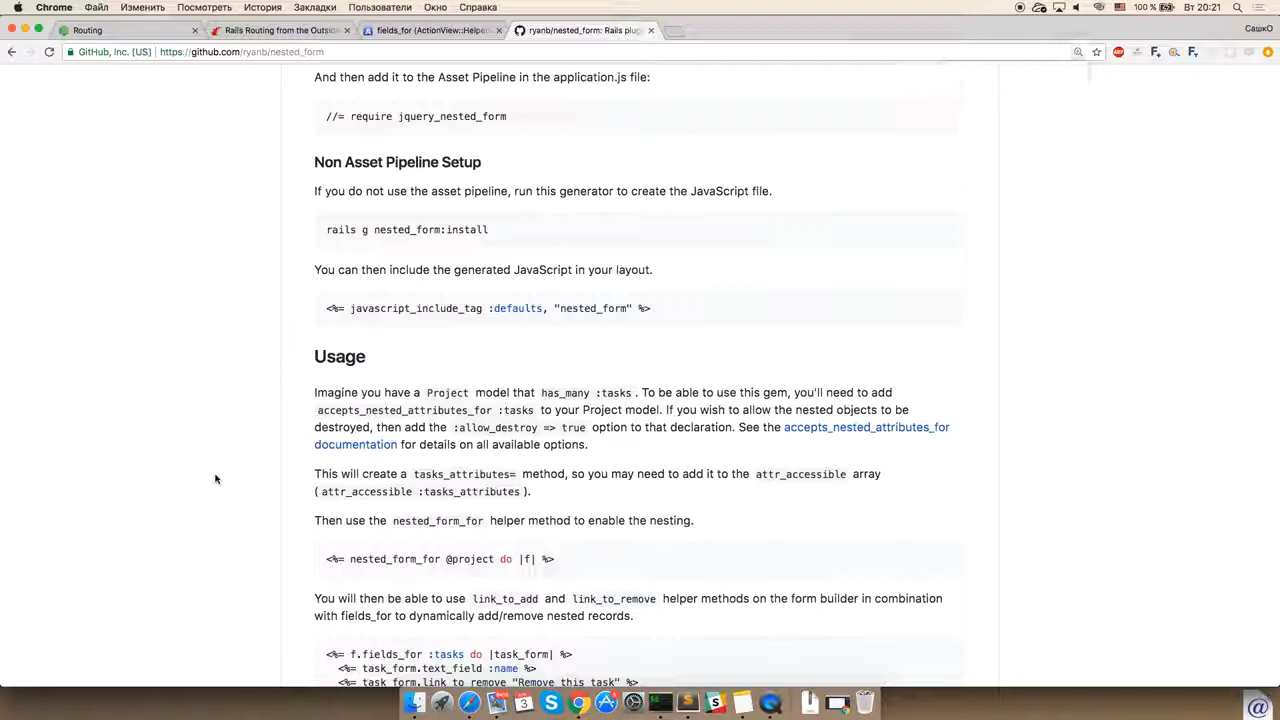 Chrome Файл Изменить Посмотреть История Закладки Пользователи Окно Справка 100 % Вт 20:21
Routing Rails Routing from the Outside fields_for (ActionView::Helper ryanb/nested_form: Rails plug СашкО
GitHub, Inc. [US] https://github.com/ryanb/nested_form
And then add it to the Asset Pipeline in the application.js file:
//= require jquery_nested_form
Non Asset Pipeline Setup
If you do not use the asset pipeline, run this generator to create the JavaScript file.
rails g nested_form:install
You can then include the generated JavaScript in your layout.
<%= javascript_include_tag :defaults, "nested_form" %>
Usage
Imagine you have a Project model that has_many :tasks. To be able to use this gem, you'll need to add
accepts_nested_attributes_for :tasks to your Project model. If you wish to allow the nested objects to be
destroyed, then add the :allow_destroy => true option to that declaration. See the accepts_nested_attributes_for
documentation for details on all available options.
This will create a tasks_attributes= method, so you may need to add it to the attr_accessible array
(attr_accessible :tasks_attributes).
Then use the nested_form_for helper method to enable the nesting.
<%= nested_form_for @project do |f| %>
You will then be able to use link_to_add and link_to_remove helper methods on the form builder in combination
with fields_for to dynamically add/remove nested records.
<%= f.fields_for :tasks do |task_form| %>
<%= task_form.text_field :name %>
<%= task_form.link_to_remove "Remove this task" %>